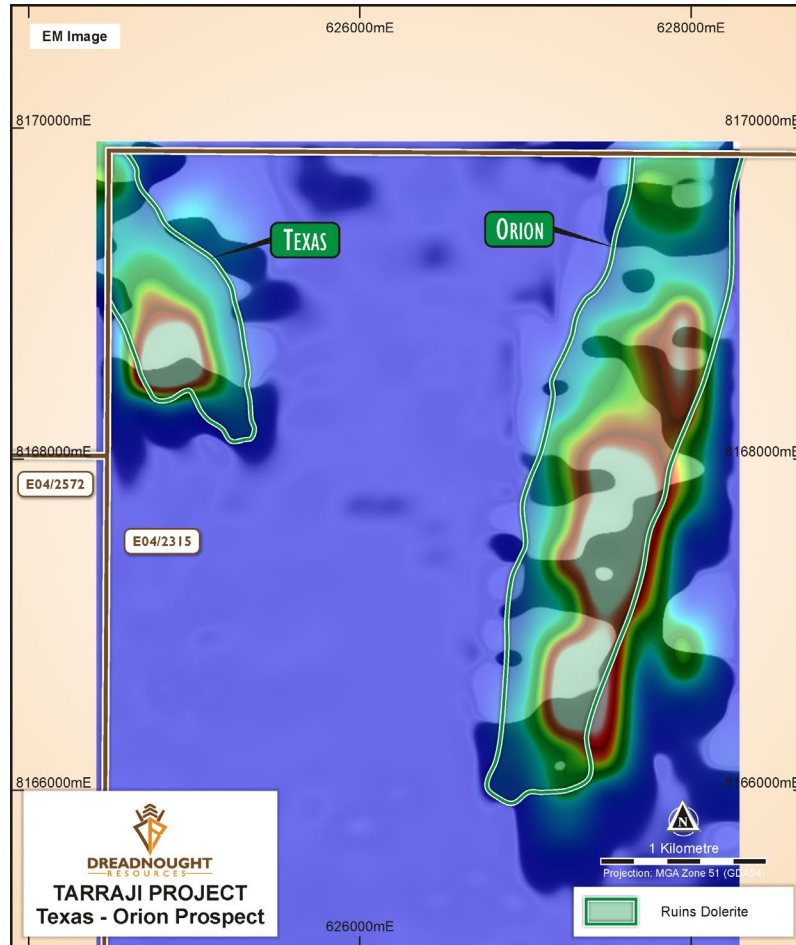 EM Image
626000mE
628000mE
8170000mE
8170000mE
TEXAS
ORION
8168000mE
8168000mE
E04/2572
E04/2315
8166000mE
8166000mE
DREADNOUGHT
RESOURCES
TARRAJI PROJECT
Texas - Orion Prospect
N
1 Kilometre
Projection: MGA Zone 51 (GDA94)
Ruins Dolerite
626000mE
628000mE